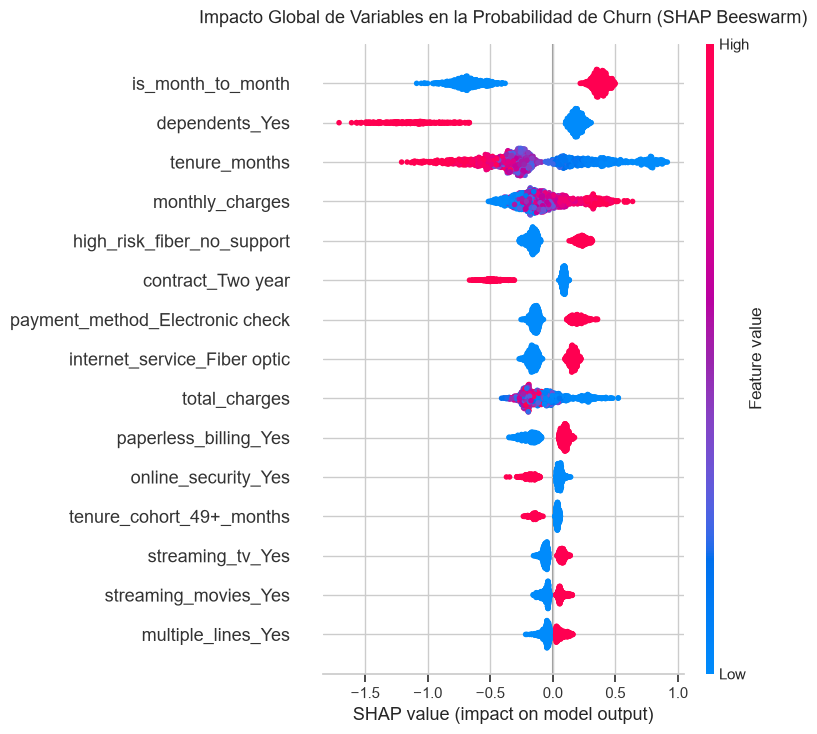 Impacto Global de Variables en la Probabilidad de Churn (SHAP Beeswarm)
High
is_month_to_month
dependents_Yes
tenure_months
monthly_charges
high_risk_fiber_no_support
contract_Two year
payment_method_Electronic check
internet_service_Fiber optic
total_charges
paperless_billing_Yes
online_security_Yes
tenure_cohort_49+_months
streaming_tv_Yes
streaming_movies_Yes
multiple_lines_Yes
Feature value
Low
−1.5 −1.0 −0.5 0.0 0.5 1.0
SHAP value (impact on model output)